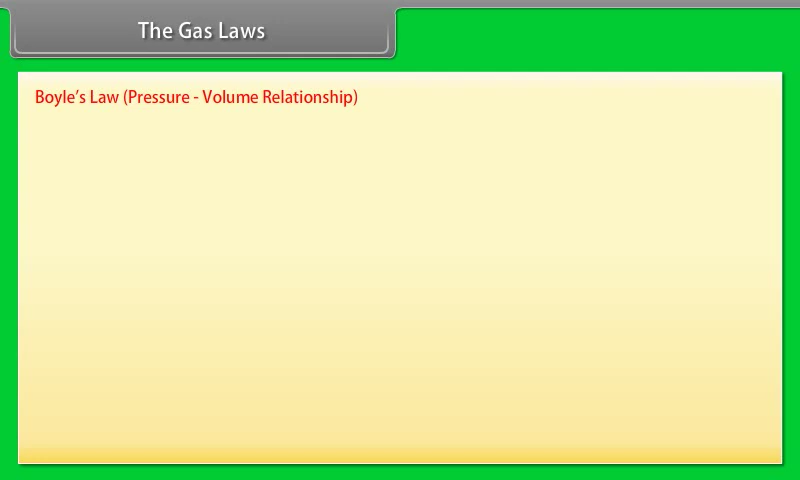 The Gas Laws
Boyle’s Law (Pressure - Volume Relationship)